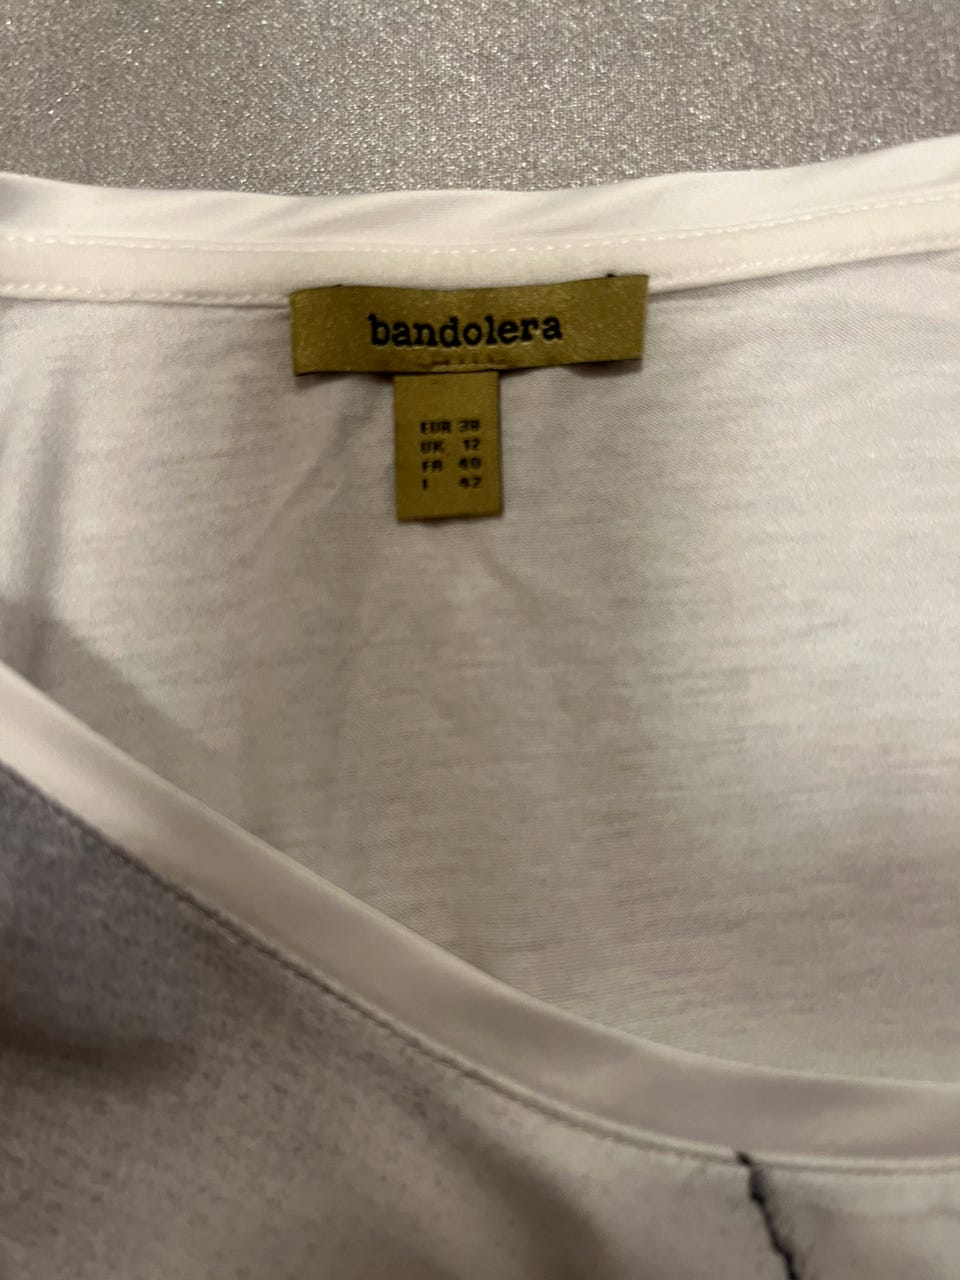 bandolera
EUR 38
UK 12
FR 40
I 42